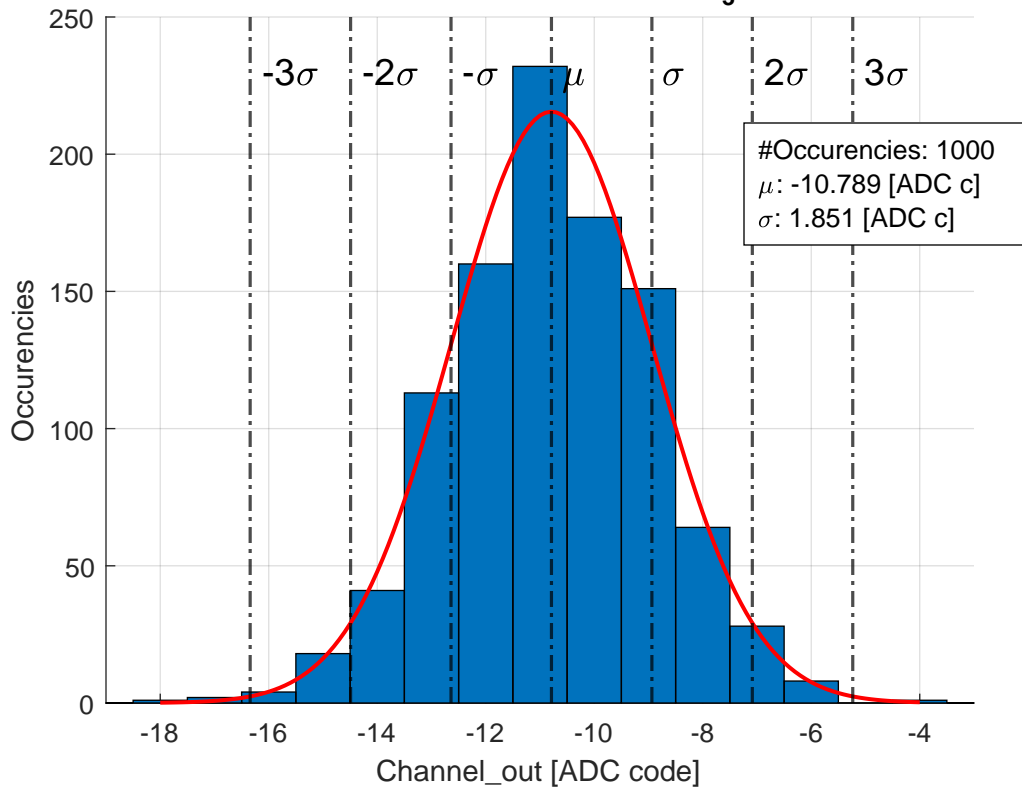 250
200
150
100
50
0
Occurencies
-3σ
-2σ
-σ
μ
σ
2σ
3σ
#Occurencies: 1000
μ: -10.789 [ADC c]
σ: 1.851 [ADC c]
-18
-16
-14
-12
-10
-8
-6
-4
Channel_out [ADC code]